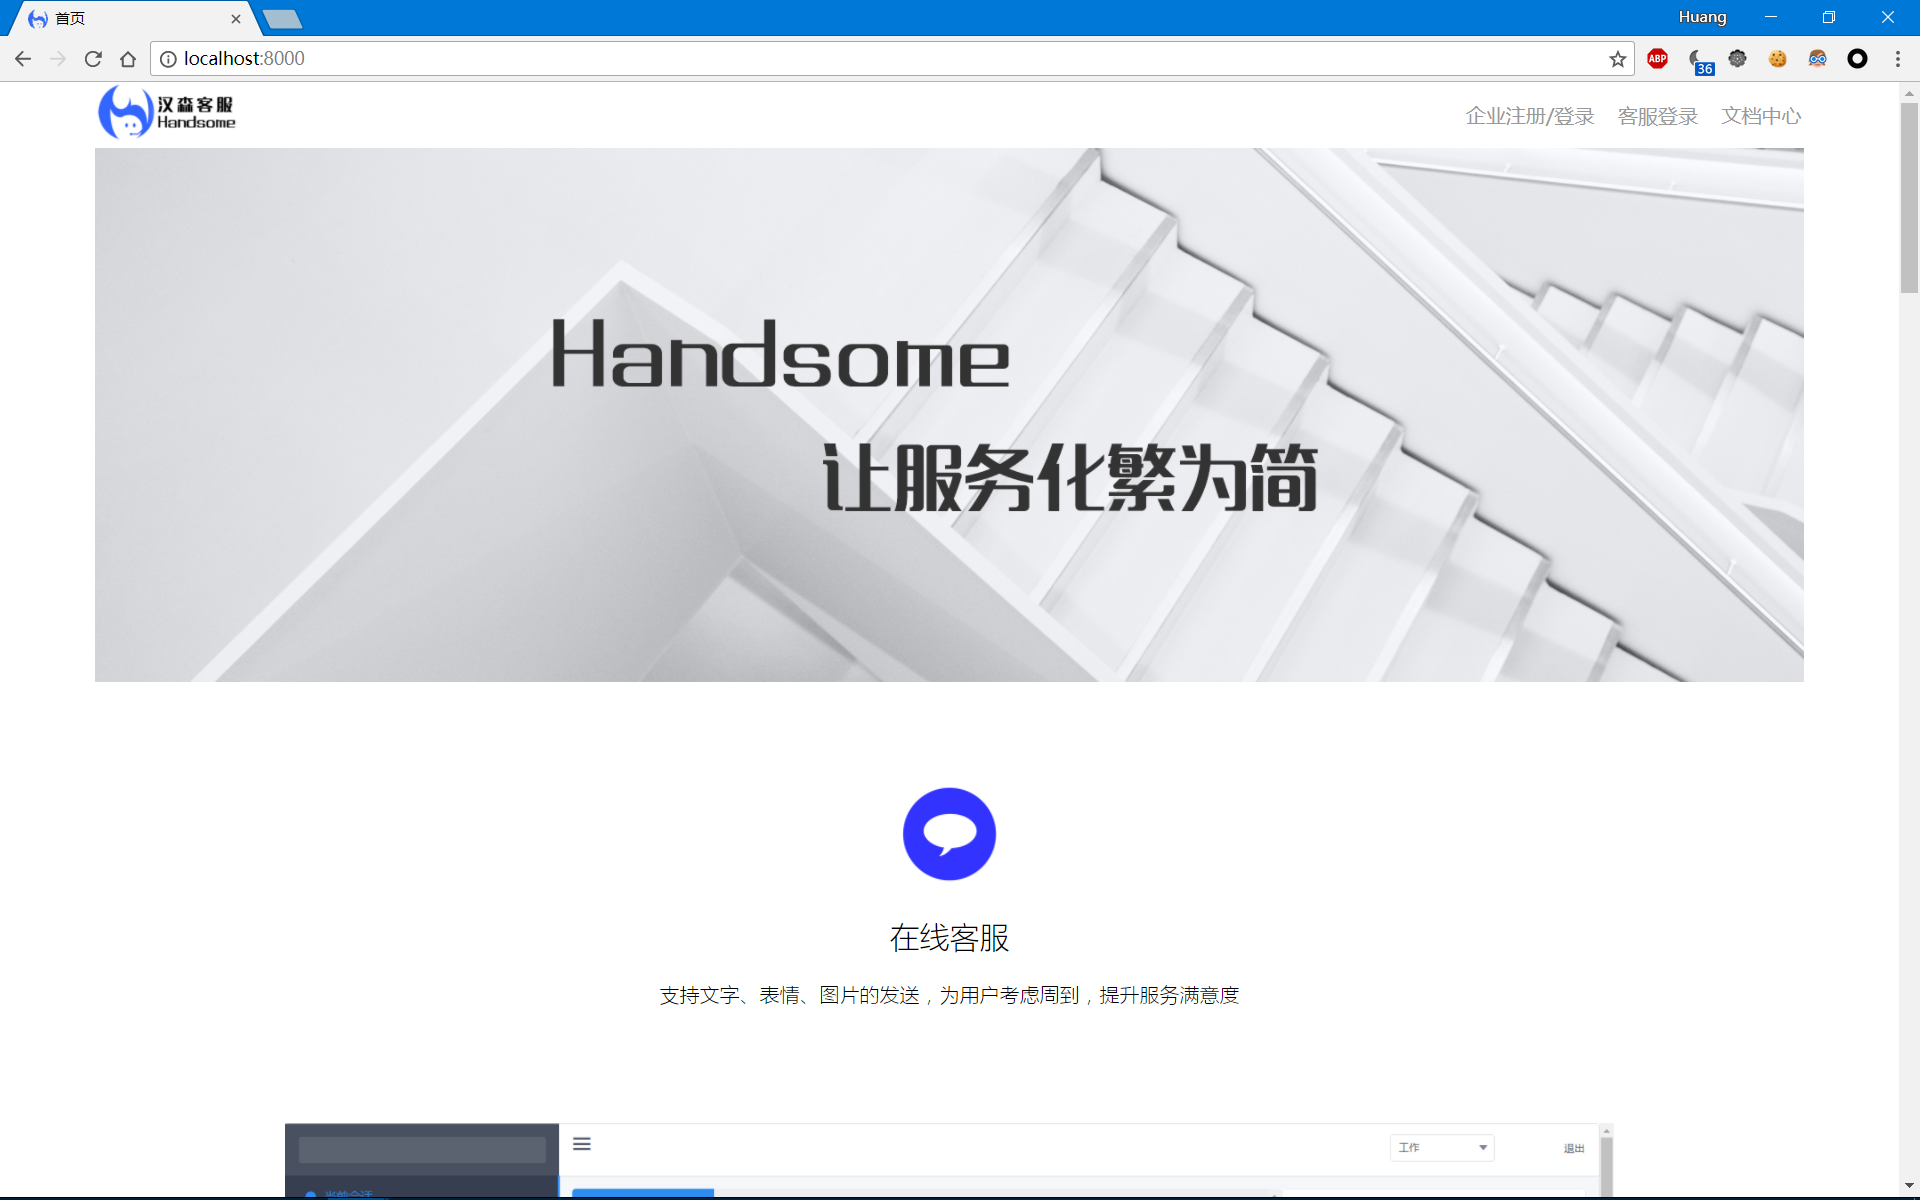 首页
Huang
localhost:8000
ABP
36
汉森客服
Handsome
企业注册/登录 客服登录 文档中心
Handsome
让服务化繁为简
在线客服
支持文字、表情、图片的发送，为用户考虑周到，提升服务满意度
工作
退出